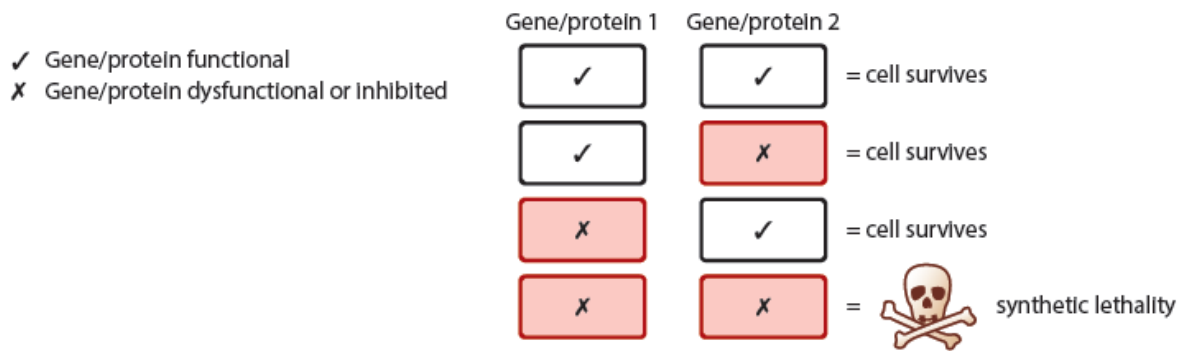 Gene/protein 1 Gene/protein 2
✓ Gene/protein functional
✗ Gene/protein dysfunctional or inhibited
✓ ✓ = cell survives
✓ ✗ = cell survives
✗ ✓ = cell survives
✗ ✗ = synthetic lethality